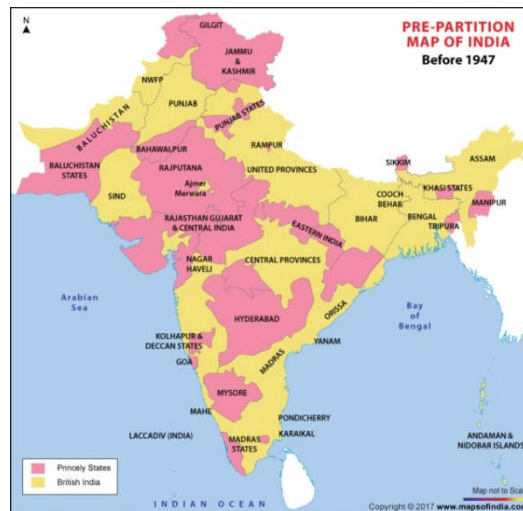 PRE-PARTITION
MAP OF INDIA
Before 1947
N
GILGIT
JAMMU
&
KASHMIR
NWFP
PUNJAB
BALUCHISTAN
PUNJAB STATES
BAHAWALPUR
RAMPUR
BALUCHISTAN
STATES
RAJPUTANA
UNITED PROVINCES
SIKKIM
ASSAM
Ajmer
Merwara
SIND
COOCH
BEHAR
KHASI STATES
MANIPUR
BIHAR
BENGAL
TRIPURA
RAJASTHAN GUJARAT
& CENTRAL INDIA
EASTERN INDIA
NAGAR
HAVELI
CENTRAL PROVINCES
Arabian
Sea
ORISSA
Bay
of
Bengal
HYDERABAD
KOLHAPUR &
DECCAN STATES
YANAM
GOA
MADRAS
MYSORE
MAHE
PONDICHERRY
LACCADIV (INDIA)
MADRAS
STATES
KARAIKAL
ANDAMAN &
NIDOBAR ISLANDS
Princely States
British India
INDIAN OCEAN
Map not to Scale
Copyright © 2017 www.mapsofindia.com